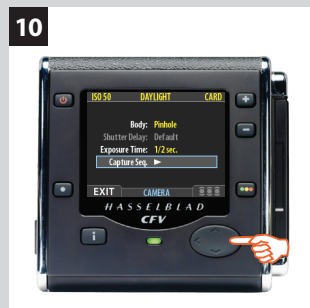 10
ISO 50 DAYLIGHT CARD
Body: Pinhole
Shutter Delay: Default
Exposure Time: 1/2 sec.
Capture Seq.
EXIT CAMERA
HASSELBLAD
CFV
i